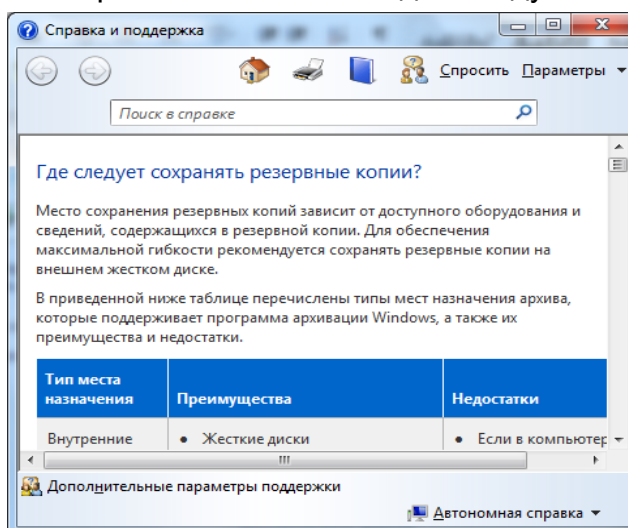 Справка и поддержка
Спросить Параметры
Поиск в справке
Где следует сохранять резервные копии?
Место сохранения резервных копий зависит от доступного оборудования и
сведений, содержащихся в резервной копии. Для обеспечения
максимальной гибкости рекомендуется сохранять резервные копии на
внешнем жестком диске.
В приведенной ниже таблице перечислены типы мест назначения архива,
которые поддерживает программа архивации Windows, а также их
преимущества и недостатки.
Тип места
назначения
Преимущества
Недостатки
Внутренние
• Жесткие диски
• Если в компьютер
Дополнительные параметры поддержки
Автономная справка